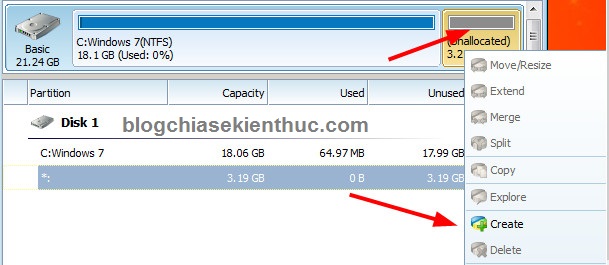 Basic
21.24 GB
C:Windows 7(NTFS)
18.1 GB (Used: 0%)
(Unallocated)
Partition Capacity Used Unused
Disk 1
blogchiasekienthuc.com
C:Windows 7 18.06 GB 64.97 MB 17.99 GB
*: 3.19 GB 0 B 3.19 GB
Move/Resize
Extend
Merge
Split
Copy
Explore
Create
Delete